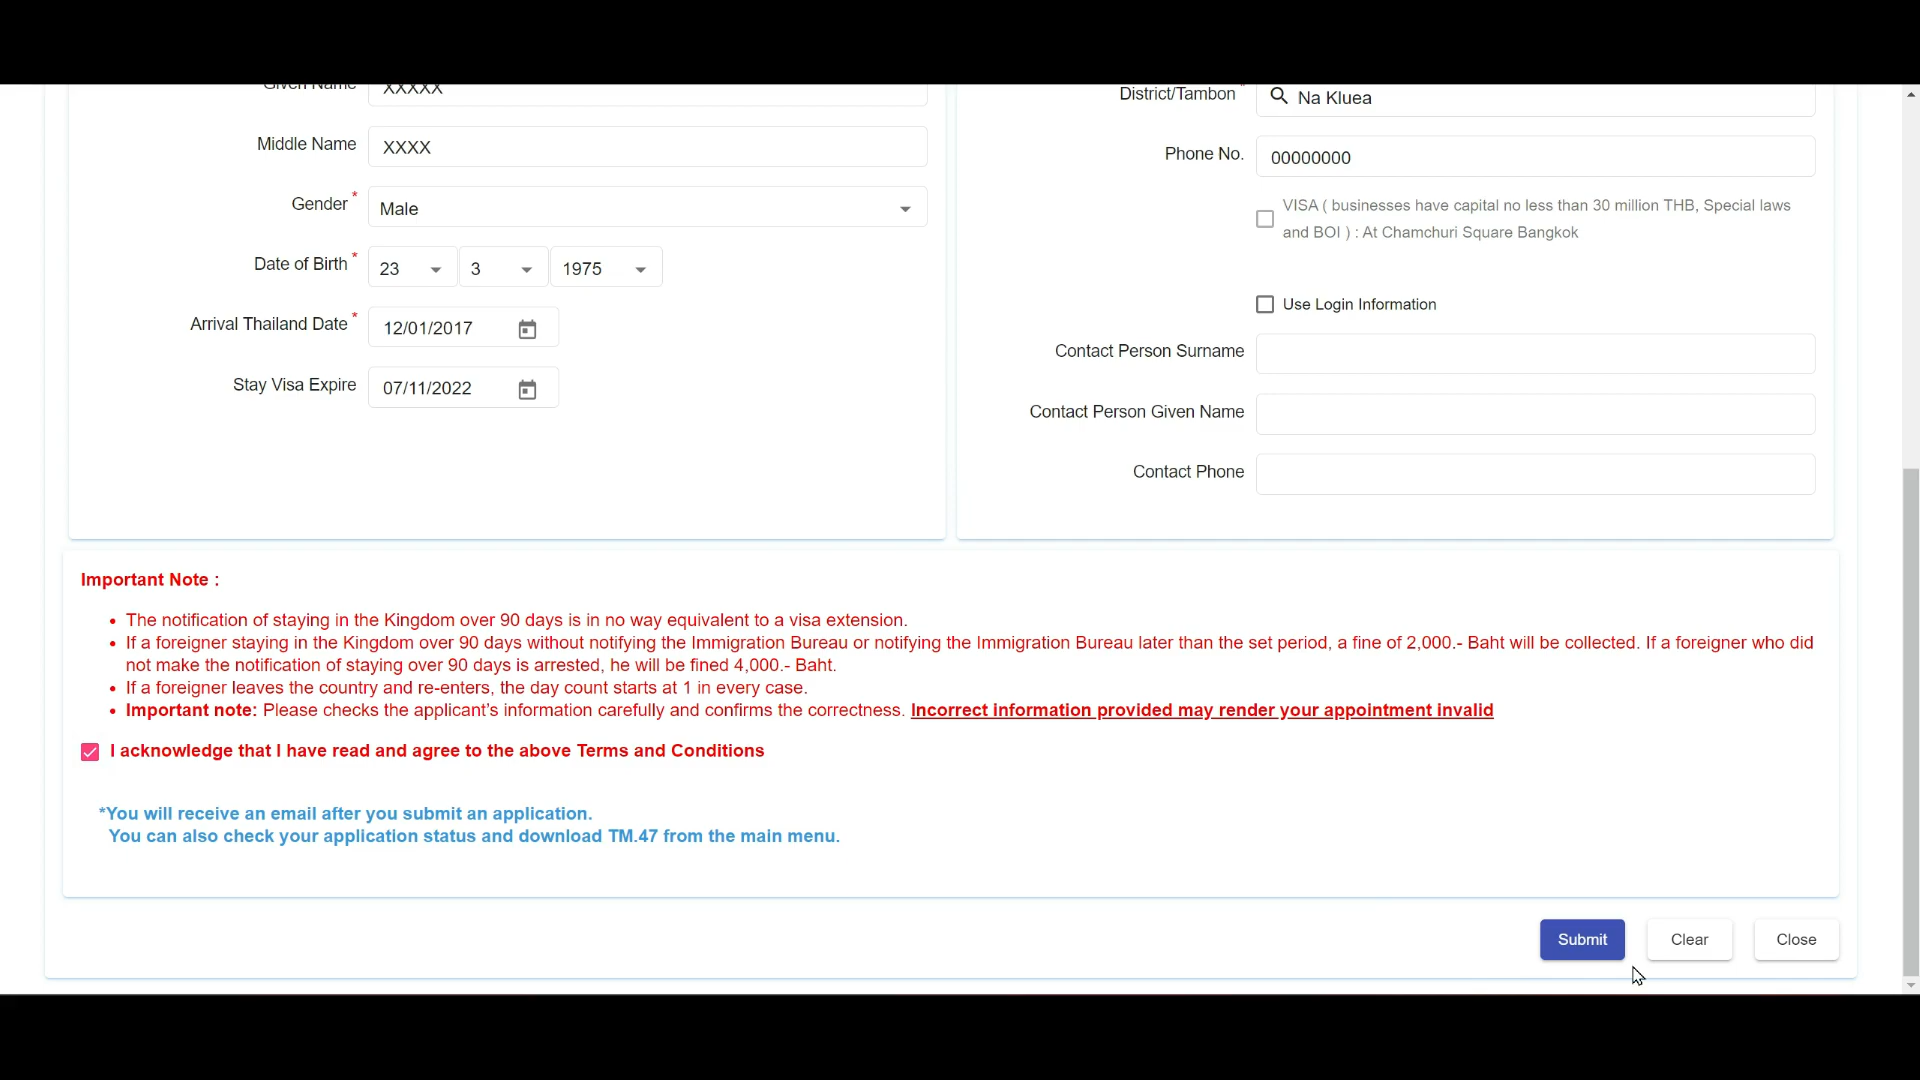 Given Name * XXXXX
Middle Name XXXX
Gender * Male
Date of Birth * 23 3 1975
Arrival Thailand Date * 12/01/2017
Stay Visa Expire 07/11/2022
District/Tambon * Na Kluea
Phone No. 00000000
VISA ( businesses have capital no less than 30 million THB, Special laws
and BOI ) : At Chamchuri Square Bangkok
Use Login Information
Contact Person Surname
Contact Person Given Name
Contact Phone
Important Note :
• The notification of staying in the Kingdom over 90 days is in no way equivalent to a visa extension.
• If a foreigner staying in the Kingdom over 90 days without notifying the Immigration Bureau or notifying the Immigration Bureau later than the set period, a fine of 2,000.- Baht will be collected. If a foreigner who did
not make the notification of staying over 90 days is arrested, he will be fined 4,000.- Baht.
• If a foreigner leaves the country and re-enters, the day count starts at 1 in every case.
• Important note: Please checks the applicant's information carefully and confirms the correctness. Incorrect information provided may render your appointment invalid
I acknowledge that I have read and agree to the above Terms and Conditions
*You will receive an email after you submit an application.
You can also check your application status and download TM.47 from the main menu.
Submit Clear Close